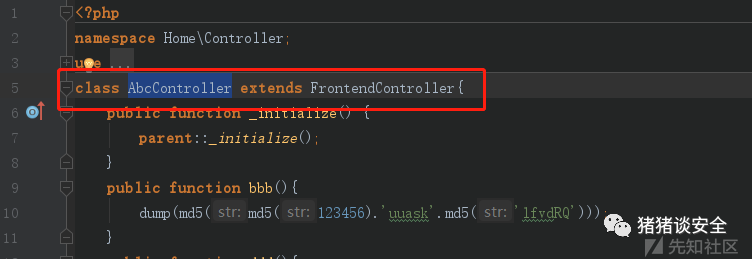 1 <?php
2 namespace Home\Controller;
3 use ...
5 class AbcController extends FrontendController{
6 public function _initialize() {
7 parent::_initialize();
8 }
9 public function bbb(){
10 dump(md5( str: md5( str: 123456).'uuask'.md5( str: 'lfvdRQ')));
11 }
猪猪谈安全
先知社区